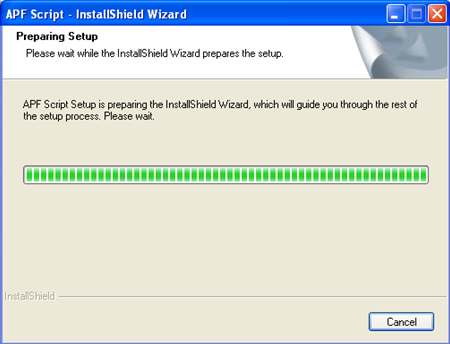 APF Script - InstallShield Wizard
Preparing Setup
Please wait while the InstallShield Wizard prepares the setup.
APF Script Setup is preparing the InstallShield Wizard, which will guide you through the rest of
the setup process. Please wait.
InstallShield
Cancel